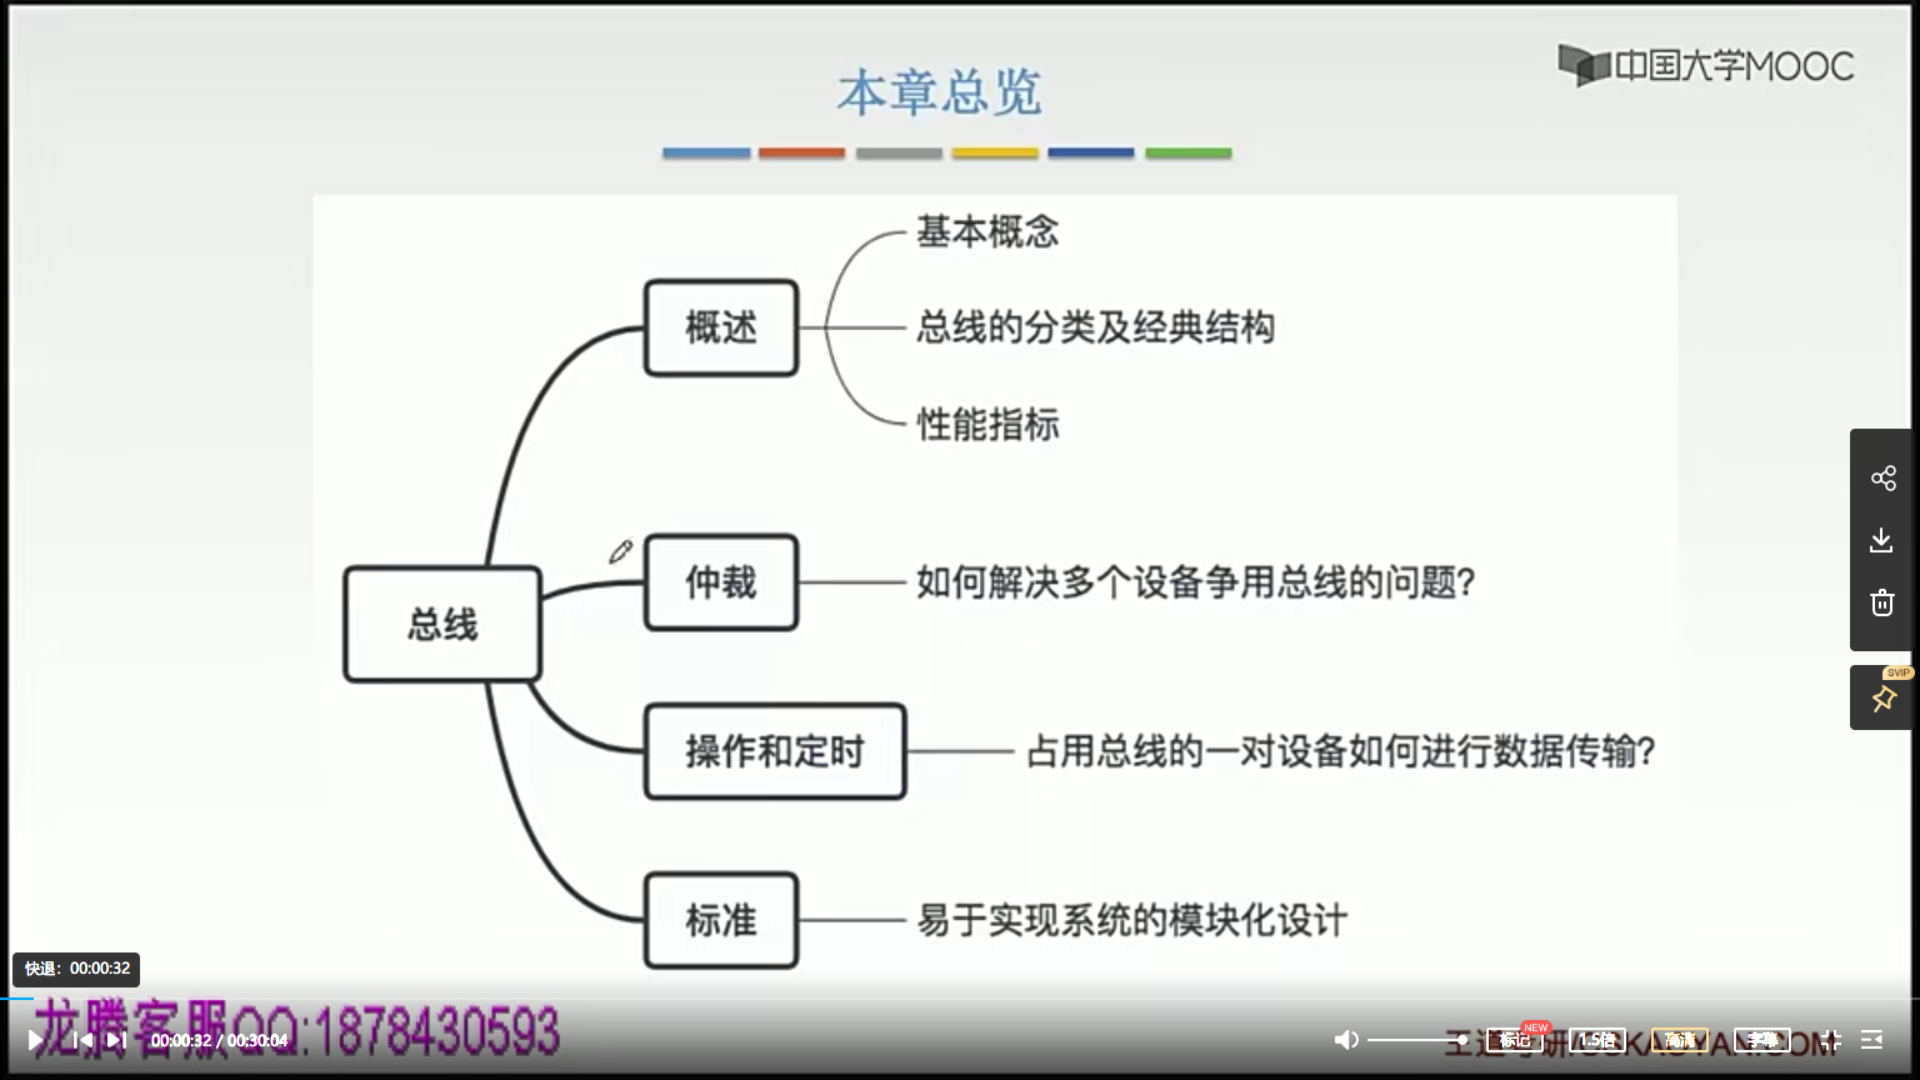 中国大学MOOC
本章总览
基本概念
概述
总线的分类及经典结构
性能指标
仲裁
如何解决多个设备争用总线的问题?
总线
操作和定时
占用总线的一对设备如何进行数据传输?
标准
易于实现系统的模块化设计
SVIP
快退: 00:00:32
龙腾客服QQ:1878430593
00:00:32 / 00:30:04
王道考研/CSKAOYAN.COM
NEW
标记
1.5倍
高清
字幕